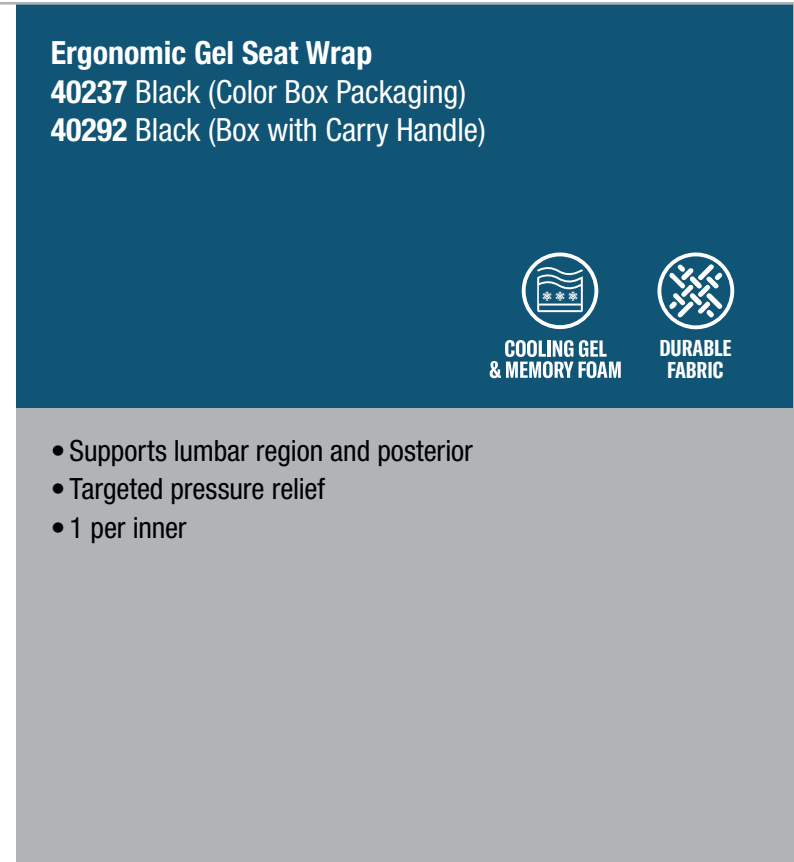 Ergonomic Gel Seat Wrap
40237 Black (Color Box Packaging)
40292 Black (Box with Carry Handle)
COOLING GEL
& MEMORY FOAM
DURABLE
FABRIC
• Supports lumbar region and posterior
• Targeted pressure relief
• 1 per inner